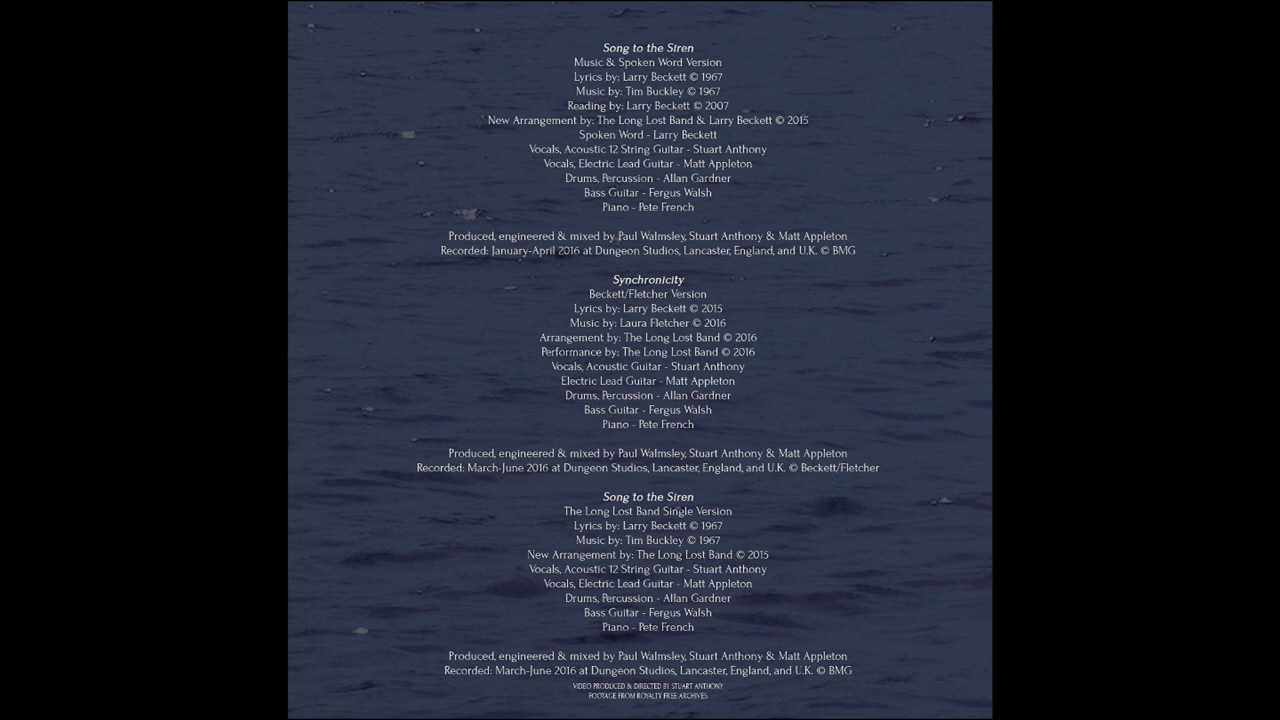 Song to the Siren
Music & Spoken Word Version
Lyrics by: Larry Beckett © 1967
Music by: Tim Buckley © 1967
Reading by: Larry Beckett © 2007
New Arrangement by: The Long Lost Band & Larry Beckett © 2015
Spoken Word - Larry Beckett
Vocals, Acoustic 12 String Guitar - Stuart Anthony
Vocals, Electric Lead Guitar - Matt Appleton
Drums, Percussion - Allan Gardner
Bass Guitar - Fergus Walsh
Piano - Pete French
Produced, engineered & mixed by Paul Walmsley, Stuart Anthony & Matt Appleton
Recorded: January-April 2016 at Dungeon Studios, Lancaster, England, and U.K. © BMG
Synchronicity
Beckett/Fletcher Version
Lyrics by: Larry Beckett © 2015
Music by: Laura Fletcher © 2016
Arrangement by: The Long Lost Band © 2016
Performance by: The Long Lost Band © 2016
Vocals, Acoustic Guitar - Stuart Anthony
Electric Lead Guitar - Matt Appleton
Drums, Percussion - Allan Gardner
Bass Guitar - Fergus Walsh
Piano - Pete French
Produced, engineered & mixed by Paul Walmsley, Stuart Anthony & Matt Appleton
Recorded: March-June 2016 at Dungeon Studios, Lancaster, England, and U.K. © Beckett/Fletcher
Song to the Siren
The Long Lost Band Single Version
Lyrics by: Larry Beckett © 1967
Music by: Tim Buckley © 1967
New Arrangement by: The Long Lost Band © 2015
Vocals, Acoustic 12 String Guitar - Stuart Anthony
Vocals, Electric Lead Guitar - Matt Appleton
Drums, Percussion - Allan Gardner
Bass Guitar - Fergus Walsh
Piano - Pete French
Produced, engineered & mixed by Paul Walmsley, Stuart Anthony & Matt Appleton
Recorded: March-June 2016 at Dungeon Studios, Lancaster, England, and U.K. © BMG
VIDEO PRODUCED & DIRECTED BY STUART ANTHONY
FOOTAGE FROM ROYALTY FREE ARCHIVES